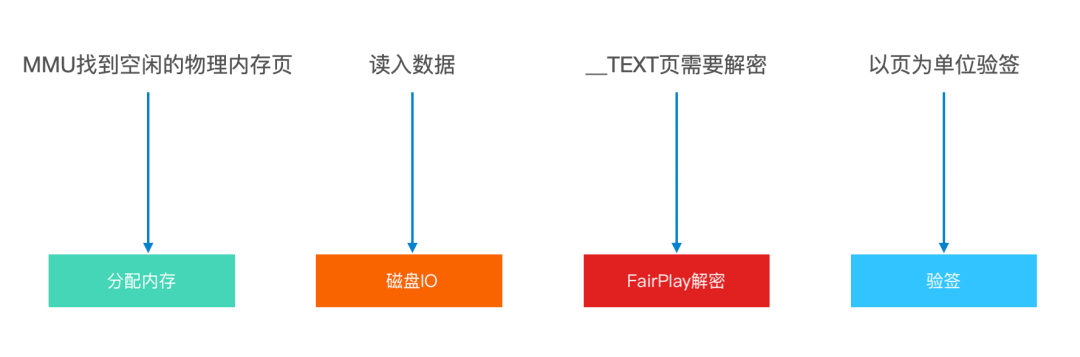 MMU找到空闲的物理内存页
读入数据
__TEXT页需要解密
以页为单位验签
分配内存
磁盘IO
FairPlay解密
验签